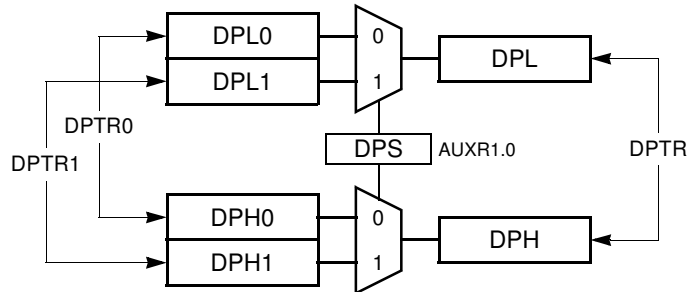 DPL0
0
DPL
DPL1
1
DPTR0
DPS
AUXR1.0
DPTR
DPTR1
DPH0
0
DPH
DPH1
1